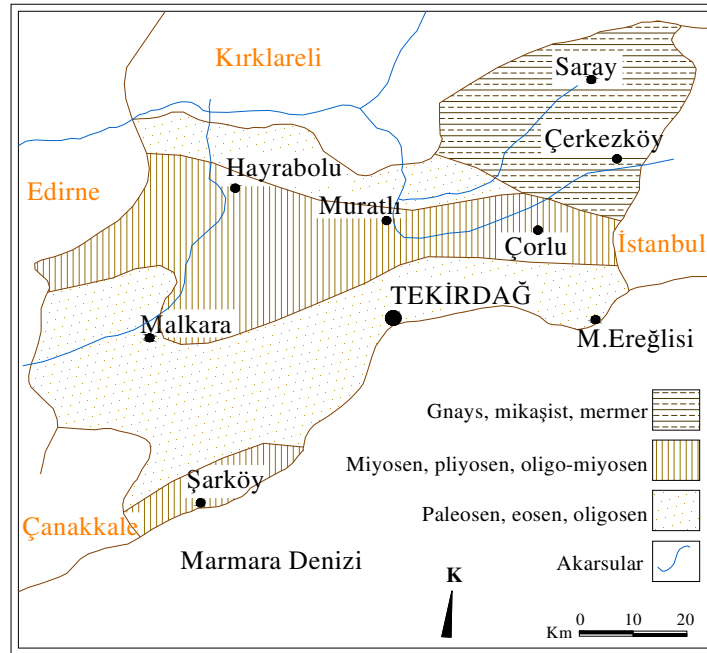 Kırklareli
Saray
Çerkezköy
Hayrabolu
Edirne
Muratlı
Çorlu
İstanbul
TEKİRDAĞ
Malkara
M.Ereğlisi
Gnays, mikaşist, mermer
Miyosen, pliyosen, oligo-miyosen
Şarköy
Paleosen, eosen, oligosen
Çanakkale
Marmara Denizi
Akarsular
K
0 10 20
Km